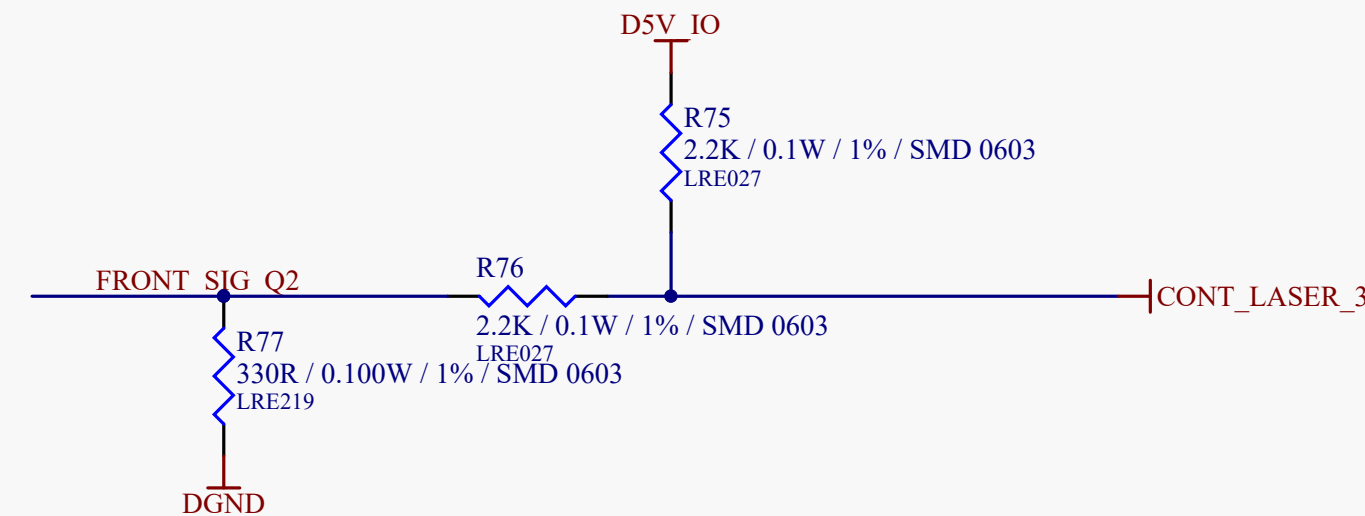 D5V_IO
R75
2.2K / 0.1W / 1% / SMD 0603
LRE027
FRONT_SIG_Q2
R76
2.2K / 0.1W / 1% / SMD 0603
LRE027
CONT_LASER_3
R77
330R / 0.100W / 1% / SMD 0603
LRE219
DGND